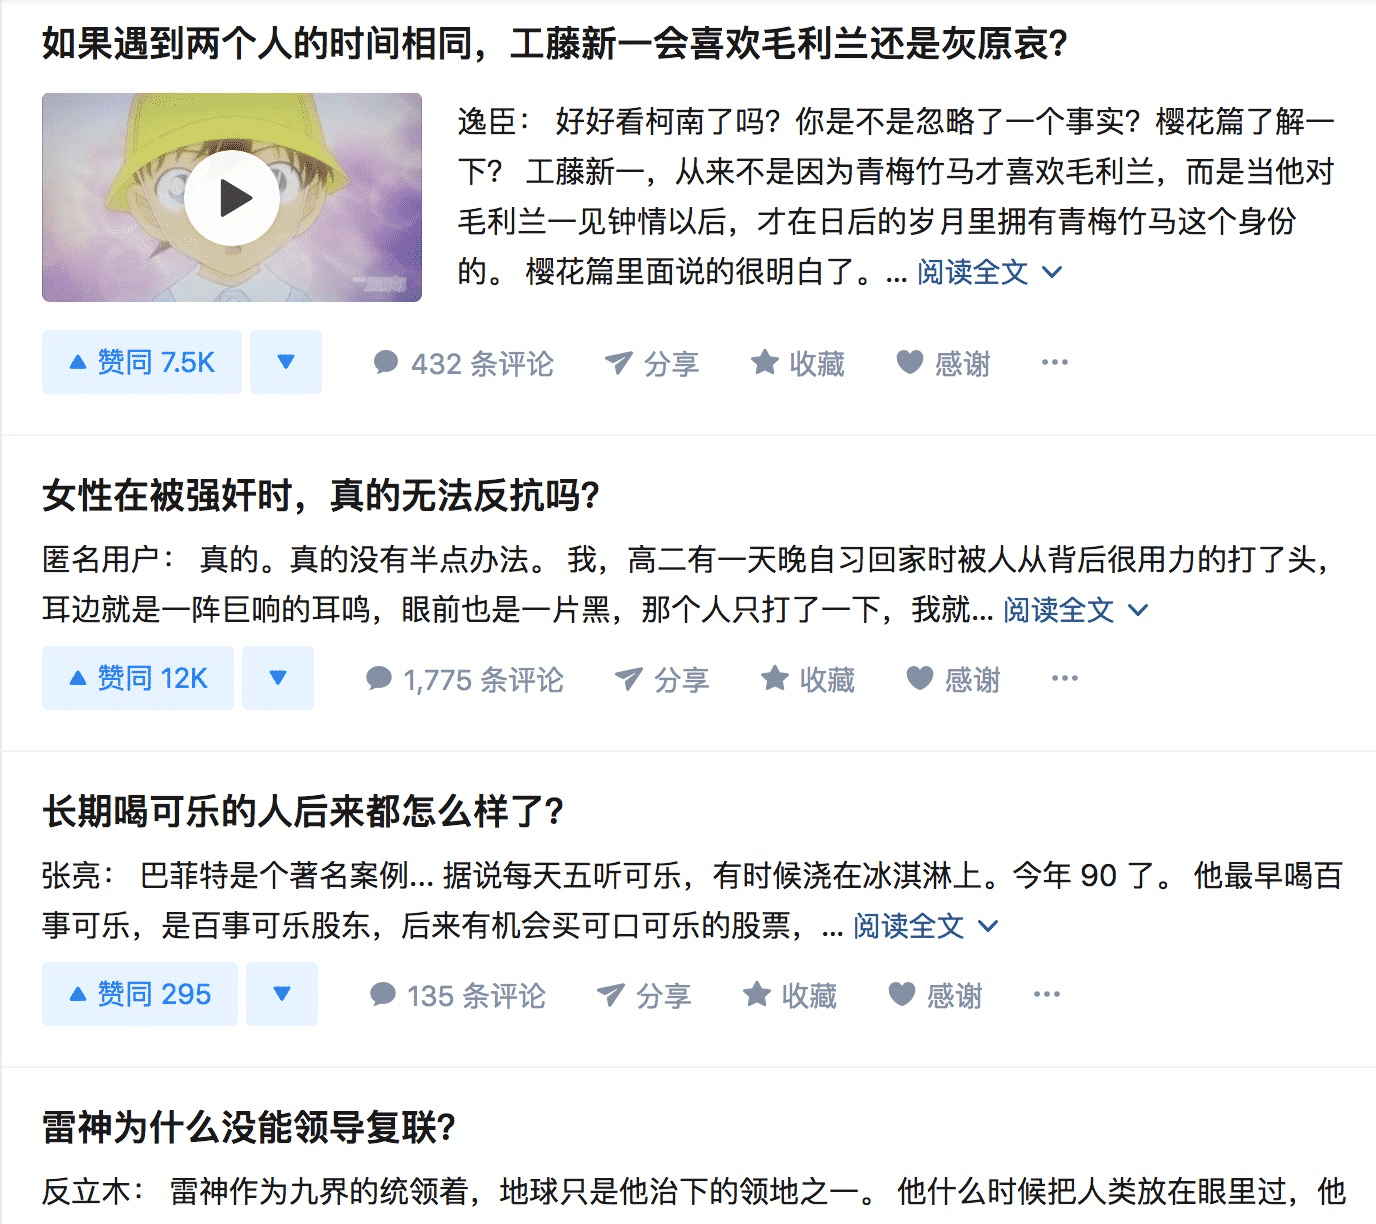 如果遇到两个人的时间相同，工藤新一会喜欢毛利兰还是灰原哀？
逸臣： 好好看柯南了吗？你是不是忽略了一个事实？樱花篇了解一
下？ 工藤新一，从来不是因为青梅竹马才喜欢毛利兰，而是当他对
毛利兰一见钟情以后，才在日后的岁月里拥有青梅竹马这个身份
的。 樱花篇里面说的很明白了。... 阅读全文
赞同 7.5K 432 条评论 分享 收藏 感谢
女性在被强奸时，真的无法反抗吗？
匿名用户： 真的。真的没有半点办法。 我，高二有一天晚自习回家时被人从背后很用力的打了头，
耳边就是一阵巨响的耳鸣，眼前也是一片黑，那个人只打了一下，我就... 阅读全文
赞同 12K 1,775 条评论 分享 收藏 感谢
长期喝可乐的人后来都怎么样了？
张亮： 巴菲特是个著名案例... 据说每天五听可乐，有时候浇在冰淇淋上。今年 90 了。 他最早喝百
事可乐，是百事可乐股东，后来有机会买可口可乐的股票，... 阅读全文
赞同 295 135 条评论 分享 收藏 感谢
雷神为什么没能领导复联？
反立木： 雷神作为九界的统领着，地球只是他治下的领地之一。 他什么时候把人类放在眼里过，他